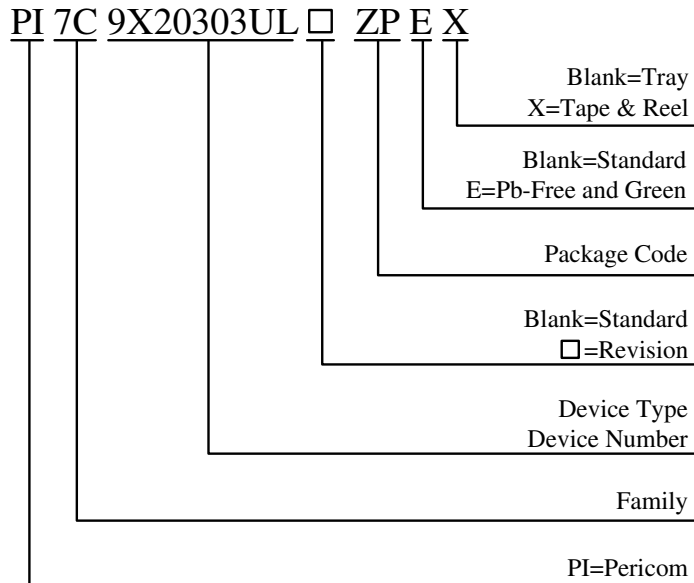 PI 7C 9X20303UL □ ZP E X
Blank=Tray
X=Tape & Reel
Blank=Standard
E=Pb-Free and Green
Package Code
Blank=Standard
□=Revision
Device Type
Device Number
Family
PI=Pericom